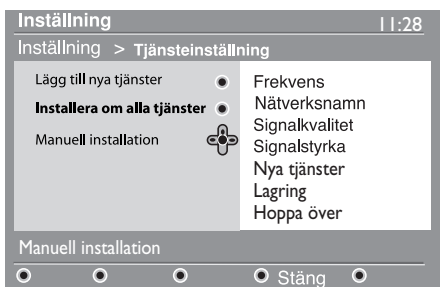 Inställning 11:28
Inställning > Tjänsteinställning
Lägg till nya tjänster
Installera om alla tjänster
Manuell installation
Frekvens
Nätverksnamn
Signalkvalitet
Signalstyrka
Nya tjänster
Lagring
Hoppa över
Manuell installation
Stäng